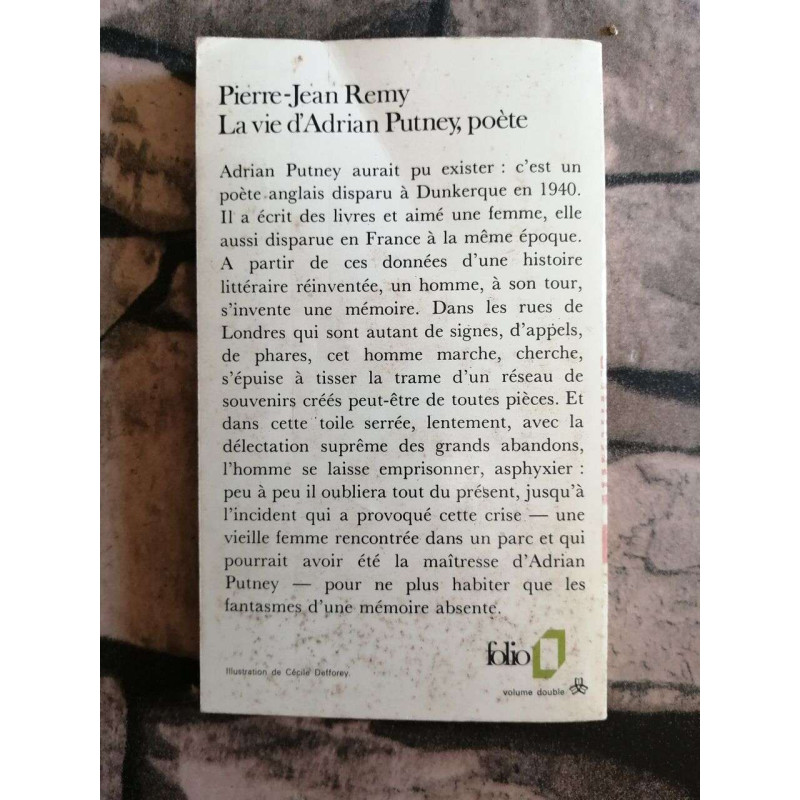 Pierre-Jean Remy
La vie d'Adrian Putney, poète
Adrian Putney aurait pu exister : c'est un
poète anglais disparu à Dunkerque en 1940.
Il a écrit des livres et aimé une femme, elle
aussi disparue en France à la même époque.
A partir de ces données d'une histoire
littéraire réinventée, un homme, à son tour,
s'invente une mémoire. Dans les rues de
Londres qui sont autant de signes, d'appels,
de phares, cet homme marche, cherche,
s'épuise à tisser la trame d'un réseau de
souvenirs créés peut-être de toutes pièces. Et
dans cette toile serrée, lentement, avec la
délectation suprême des grands abandons,
l'homme se laisse emprisonner, asphyxier :
peu à peu il oubliera tout du présent, jusqu'à
l'incident qui a provoqué cette crise — une
vieille femme rencontrée dans un parc et qui
pourrait avoir été la maîtresse d'Adrian
Putney — pour ne plus habiter que les
fantasmes d'une mémoire absente.
folio
Illustration de Cécile Defforey.
volume double